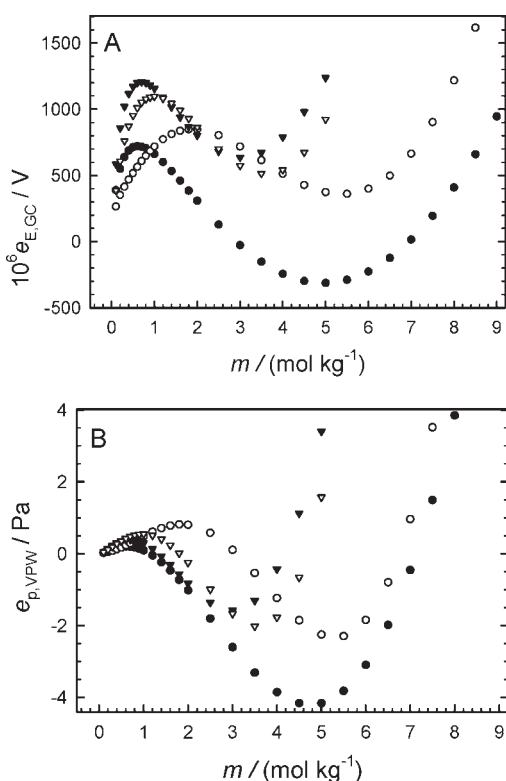 A
1500
1000
500
0
-500
10⁶e_E,GC / V
0 1 2 3 4 5 6 7 8 9
m / (mol kg⁻¹)
B
4
2
0
-2
-4
e_p,VPW / Pa
0 1 2 3 4 5 6 7 8 9
m / (mol kg⁻¹)